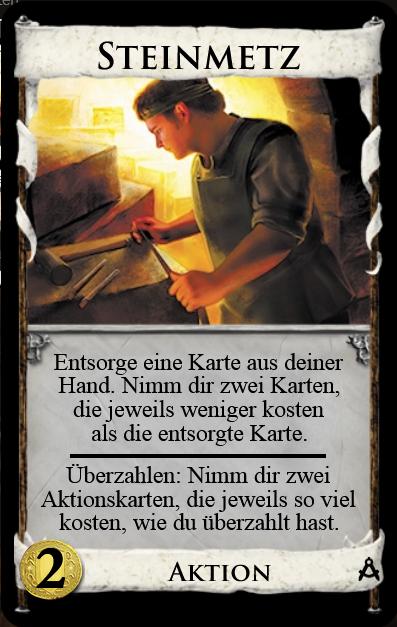 STEINMETZ
Entsorge eine Karte aus deiner
Hand. Nimm dir zwei Karten,
die jeweils weniger kosten
als die entsorgte Karte.
Überzahlen: Nimm dir zwei
Aktionskarten, die jeweils so viel
kosten, wie du überzahlt hast.
2
AKTION